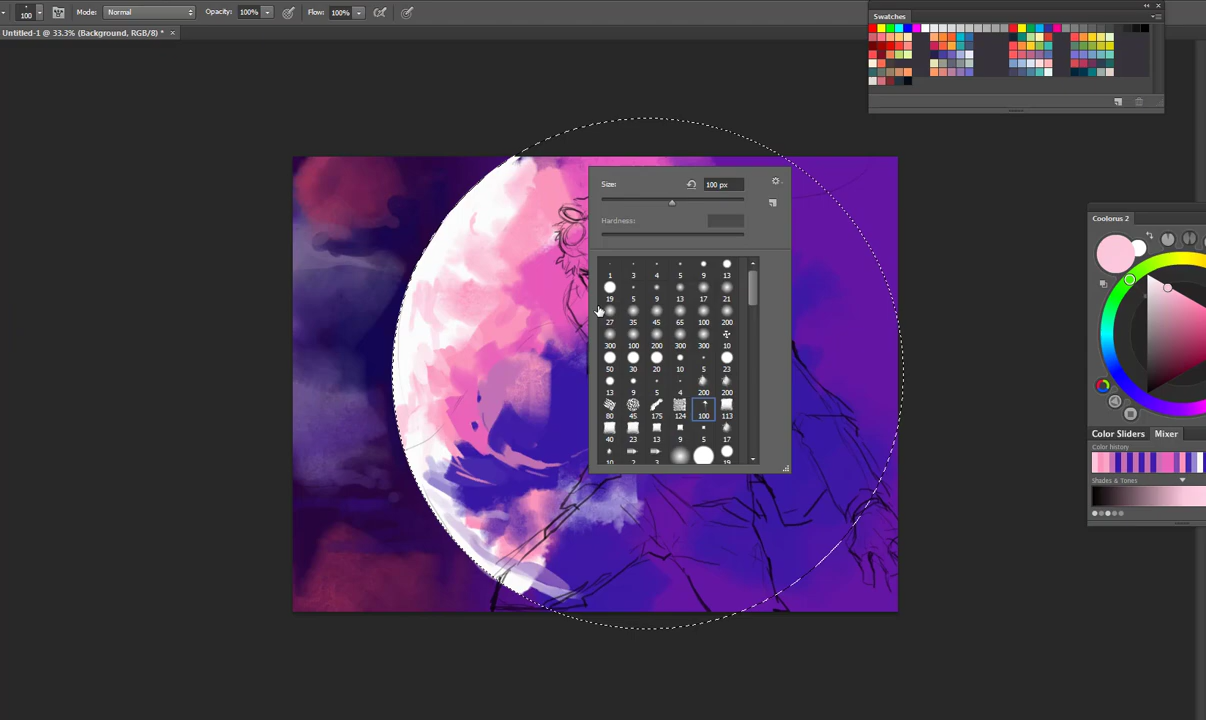 100 Mode: Normal Opacity: 100% Flow: 100%
Untitled-1 @ 33.3% (Background, RGB/8) * ×
Swatches
Size: 100 px
Hardness:
1 3 4 5 9 13
19 5 9 13 17 21
27 35 45 65 100 200
300 100 200 300 300 10
50 30 20 10 5 23
13 9 5 4 200 200
80 45 175 124 100 113
40 23 13 9 5 17
10 2 3 19
Coolorus 2
Color Sliders Mixer
Color history
Shades & Tones